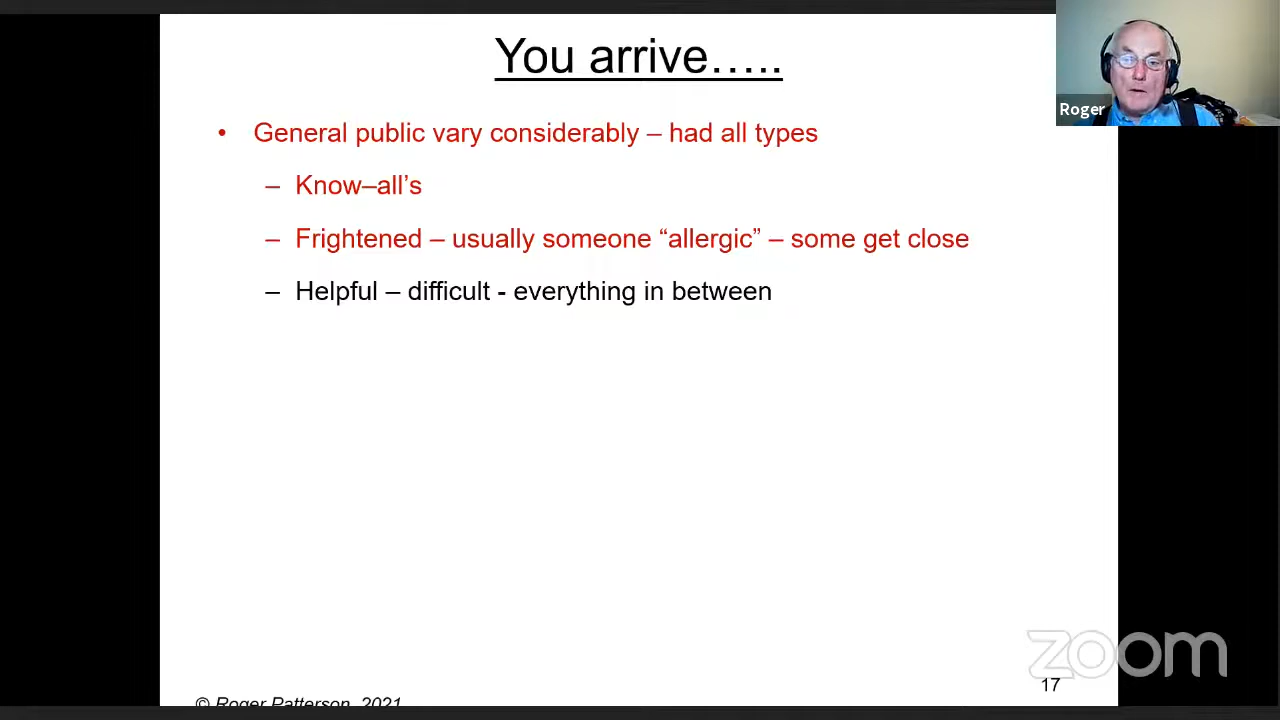 You arrive…..
Roger
• General public vary considerably – had all types
– Know–all’s
– Frightened – usually someone “allergic” – some get close
– Helpful – difficult - everything in between
zoom
17
© Roger Patterson, 2021